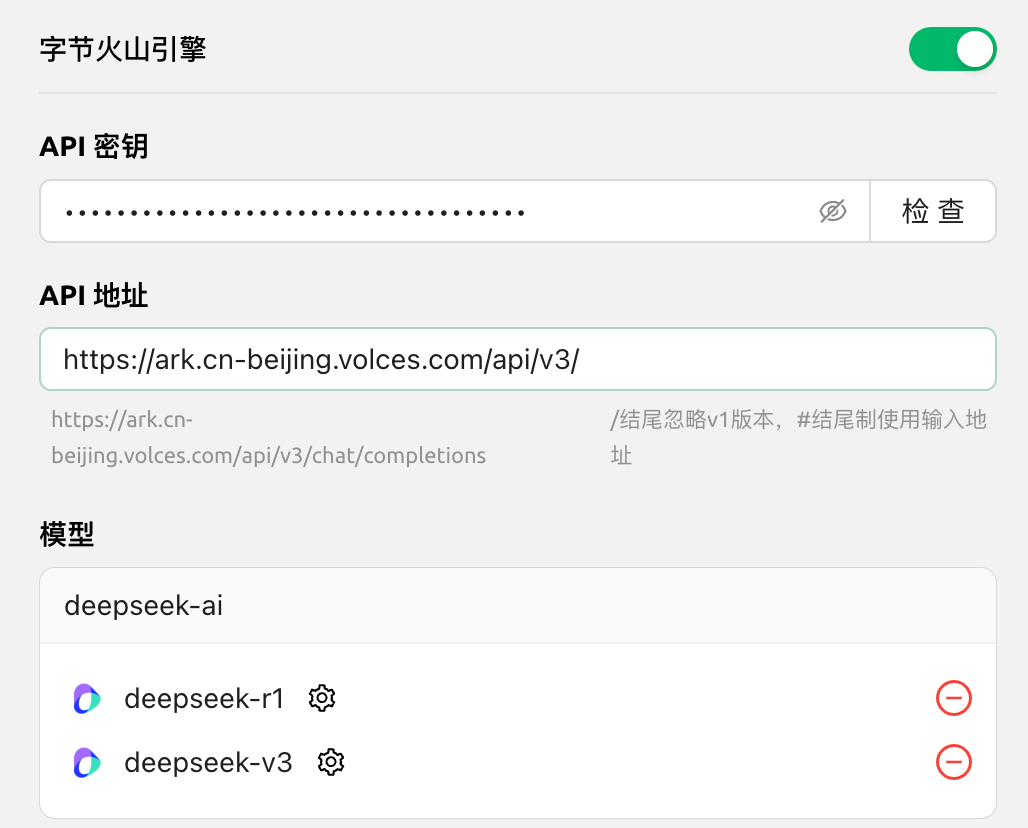 字节火山引擎
API 密钥
••••••••••••••••••••••••••••••••••••
检 查
API 地址
https://ark.cn-beijing.volces.com/api/v3/
https://ark.cn-
beijing.volces.com/api/v3/chat/completions
/结尾忽略v1版本，#结尾制使用输入地
址
模型
deepseek-ai
deepseek-r1
deepseek-v3